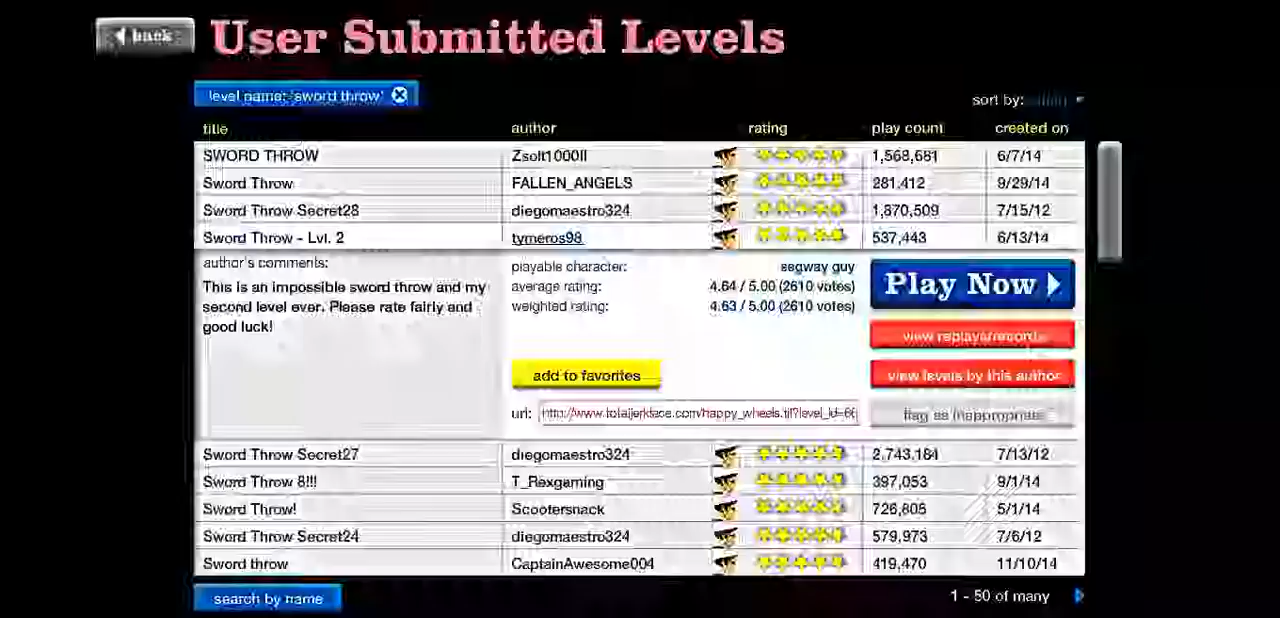 back
User Submitted Levels
level name: 'sword throw'
sort by:
title author rating play count created on
SWORD THROW Zsolt1000ll 1,568,681 6/7/14
Sword Throw FALLEN_ANGELS 281,412 9/29/14
Sword Throw Secret28 diegomaestro324 1,870,509 7/15/12
Sword Throw - Lvl. 2 tymeros98 537,443 6/13/14
author's comments:
This is an impossible sword throw and my
second level ever. Please rate fairly and
good luck!
playable character: segway guy
average rating: 4.64 / 5.00 (2610 votes)
weighted rating: 4.63 / 5.00 (2610 votes)
add to favorites
url: http://www.totaljerkface.com/happy_wheels.tjf?level_id=6
Play Now
view replays/records
view levels by this author
flag as inappropriate
Sword Throw Secret27 diegomaestro324 2,743,184 7/13/12
Sword Throw 8!!! T_Rexgaming 397,053 9/1/14
Sword Throw! Scootersnack 726,805 5/1/14
Sword Throw Secret24 diegomaestro324 579,973 7/6/12
Sword throw CaptainAwesome004 419,470 11/10/14
search by name
1 - 50 of many